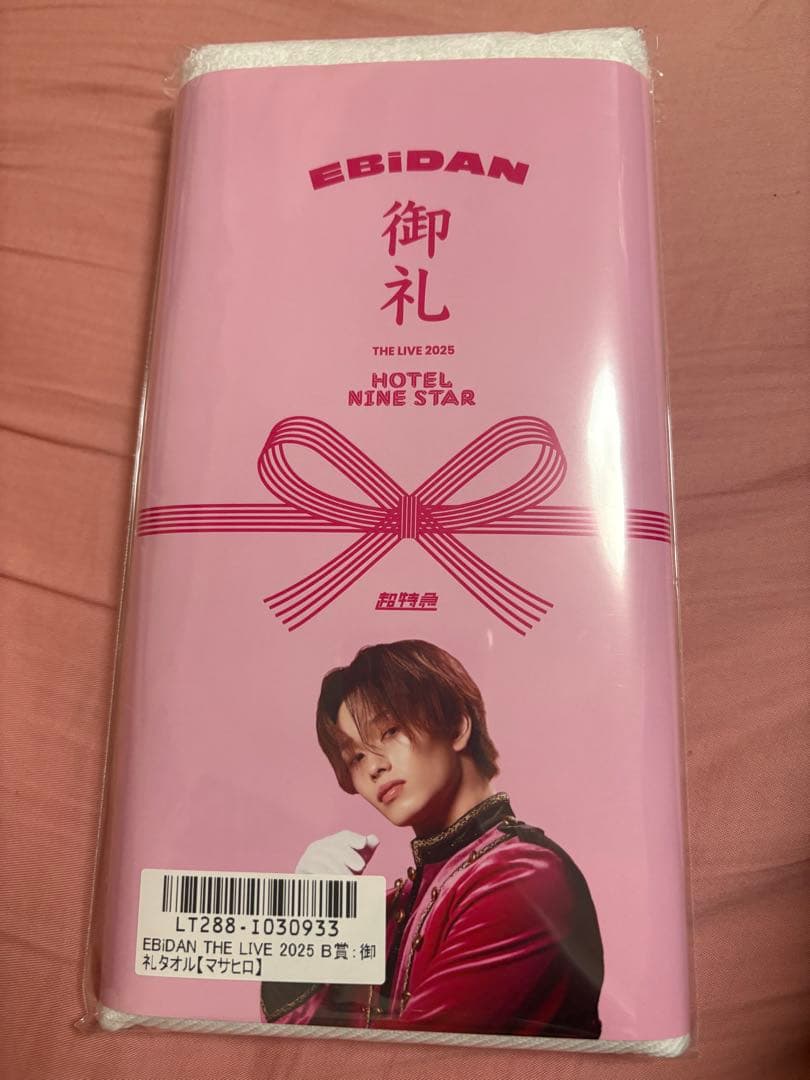 EBiDAN
御
礼
THE LIVE 2025
HOTEL
NINE STAR
超特急
LT288-I030933
EBiDAN THE LIVE 2025 B賞:御
礼タオル【マサヒロ】